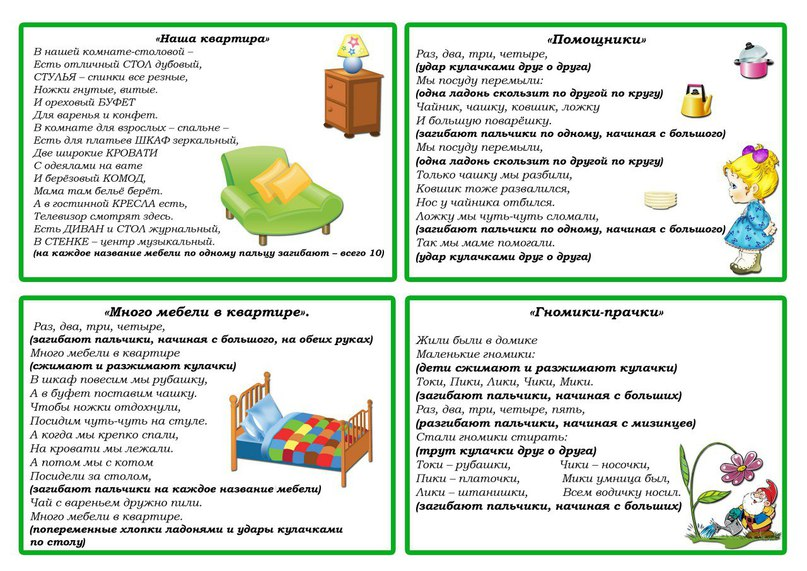 «Наша квартира»
В нашей комнате-столовой –
Есть отличный СТОЛ дубовый,
СТУЛЬЯ – спинки все резные,
Ножки гнутые, витые.
И ореховый БУФЕТ
Для варенья и конфет.
В комнате для взрослых – спальне –
Есть для платьев ШКАФ зеркальный,
Две широкие КРОВАТИ
С одеялами на вате
И берёзовый КОМОД,
Мама там бельё берёт.
А в гостинной КРЕСЛА есть,
Телевизор смотрят здесь.
Есть ДИВАН и СТОЛ журнальный,
В СТЕНКЕ – центр музыкальный.
(на каждое название мебели по одному пальцу загибают – всего 10)
«Помощники»
Раз, два, три, четыре,
(удар кулачками друг о друга)
Мы посуду перемыли:
(одна ладонь скользит по другой по кругу)
Чайник, чашку, ковшик, ложку
И большую поварёшку.
(загибают пальчики по одному, начиная с большого)
Мы посуду перемыли,
(одна ладонь скользит по другой по кругу)
Только чашку мы разбили,
Ковшик тоже развалился,
Нос у чайника отбился.
Ложку мы чуть-чуть сломали,
(загибают пальчики по одному, начиная с большого)
Так мы маме помогали.
(удар кулачками друг о друга)
«Много мебели в квартире».
Раз, два, три, четыре,
(загибают пальчики, начиная с большого, на обеих руках)
Много мебели в квартире
(сжимают и разжимают кулачки)
В шкаф повесим мы рубашку,
А в буфет поставим чашку.
Чтобы ножки отдохнули,
Посидим чуть-чуть на стуле.
А когда мы крепко спали,
На кровати мы лежали.
А потом мы с котом
Посидели за столом,
(загибают пальчики на каждое название мебели)
Чай с вареньем дружно пили.
Много мебели в квартире.
(попеременные хлопки ладонями и удары кулачками
по столу)
«Гномики-прачки»
Жили были в домике
Маленькие гномики:
(дети сжимают и разжимают кулачки)
Токи, Пики, Лики, Чики, Мики.
(загибают пальчики, начиная с больших)
Раз, два, три, четыре, пять,
(разгибают пальчики, начиная с мизинцев)
Стали гномики стирать:
(трут кулачки друг о друга)
Токи – рубашки, Чики – носочки,
Пики – платочки, Мики умница был,
Лики – штанишки, Всем водичку носил.
(загибают пальчики, начиная с больших)